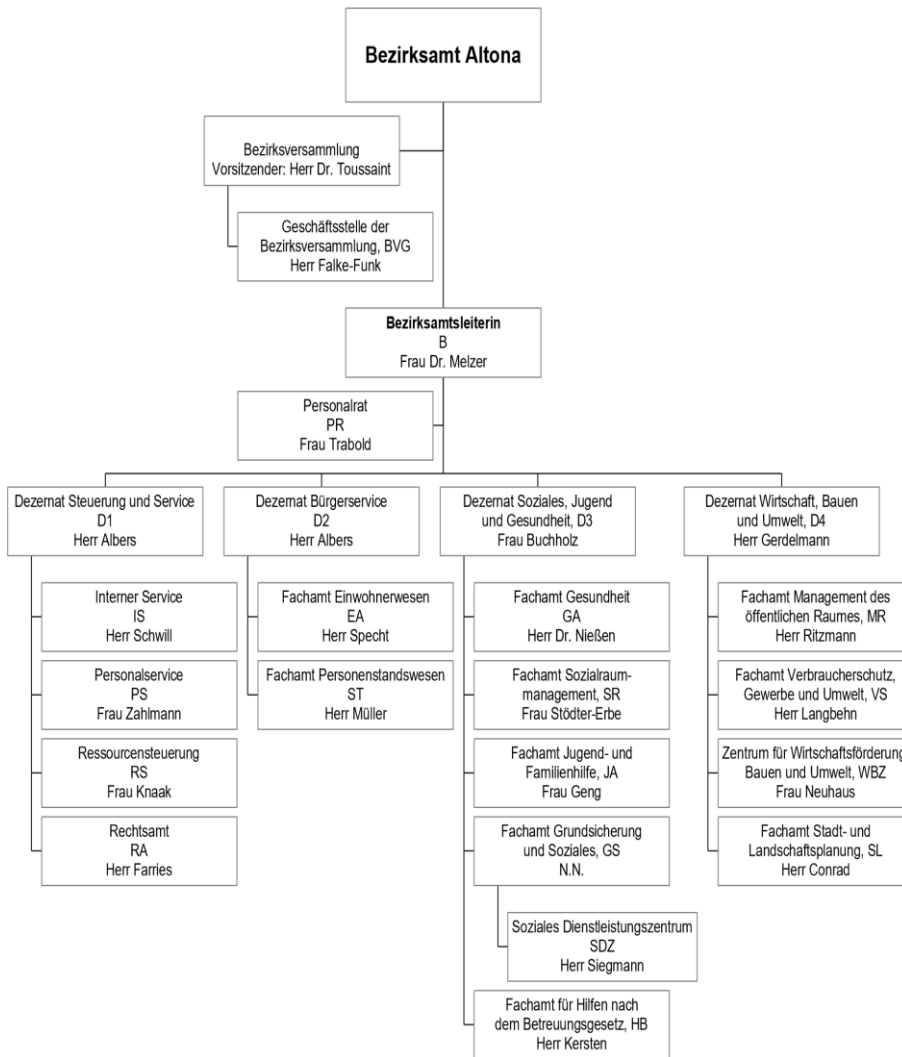 Bezirksamt Altona
Bezirksversammlung
Vorsitzender: Herr Dr. Toussaint
Geschäftsstelle der
Bezirksversammlung, BVG
Herr Falke-Funk
Bezirksamtsleiterin
B
Frau Dr. Melzer
Personalrat
PR
Frau Trabold
Dezernat Steuerung und Service
D1
Herr Albers
Interner Service
IS
Herr Schwill
Personalservice
PS
Frau Zahlmann
Ressourcensteuerung
RS
Frau Knaak
Rechtsamt
RA
Herr Farries
Dezernat Bürgerservice
D2
Herr Albers
Fachamt Einwohnerwesen
EA
Herr Specht
Fachamt Personenstandswesen
ST
Herr Müller
Dezernat Soziales, Jugend
und Gesundheit, D3
Frau Buchholz
Fachamt Gesundheit
GA
Herr Dr. Nießen
Fachamt Sozialraum-
management, SR
Frau Stödter-Erbe
Fachamt Jugend- und
Familienhilfe, JA
Frau Geng
Fachamt Grundsicherung
und Soziales, GS
N.N.
Soziales Dienstleistungszentrum
SDZ
Herr Siegmann
Fachamt für Hilfen nach
dem Betreuungsgesetz, HB
Herr Kersten
Dezernat Wirtschaft, Bauen
und Umwelt, D4
Herr Gerdelmann
Fachamt Management des
öffentlichen Raumes, MR
Herr Ritzmann
Fachamt Verbraucherschutz,
Gewerbe und Umwelt, VS
Herr Langbehn
Zentrum für Wirtschaftsförderung,
Bauen und Umwelt, WBZ
Frau Neuhaus
Fachamt Stadt- und
Landschaftsplanung, SL
Herr Conrad